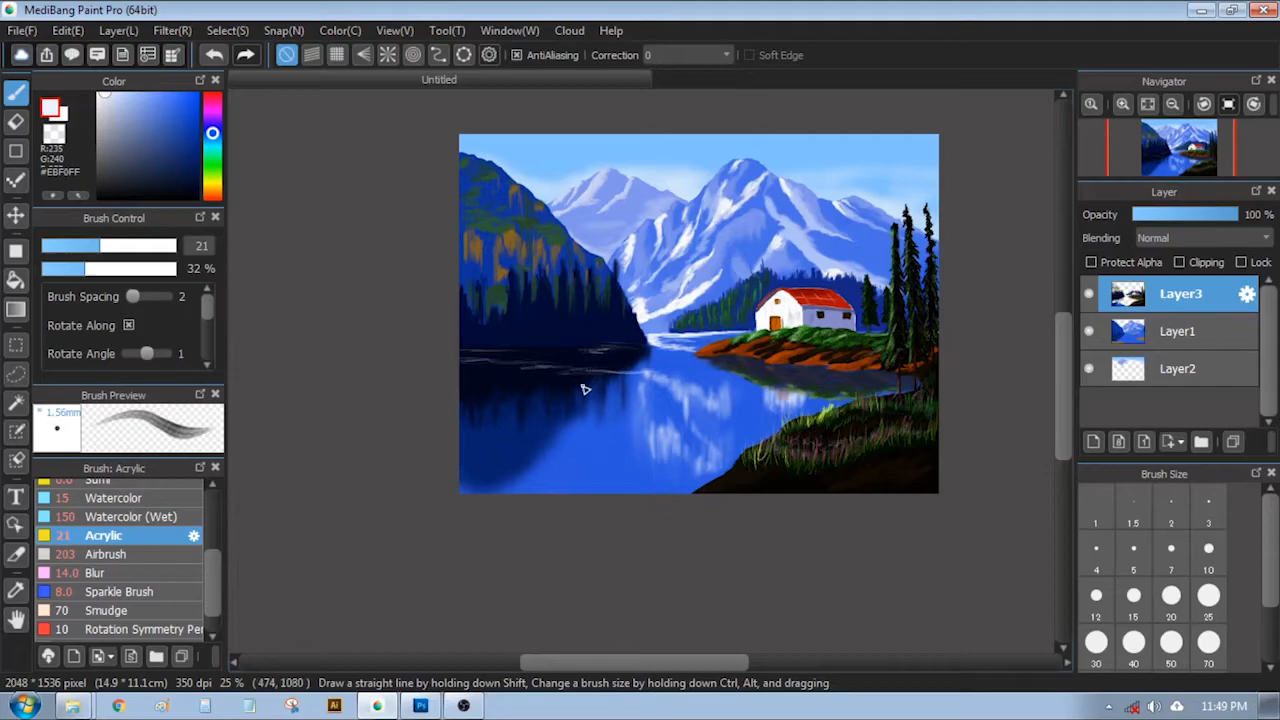 MediBang Paint Pro (64bit)
File(F) Edit(E) Layer(L) Filter(R) Select(S) Snap(N) Color(C) View(V) Tool(T) Window(W) Cloud Help
AntiAliasing Correction 0 Soft Edge
Untitled
Color
R:235
G:240
#EBF0FF
Brush Control
21
32 %
Brush Spacing 2
Rotate Along
Rotate Angle 1
Brush Preview
1.56mm
Brush: Acrylic
Sumi
15 Watercolor
150 Watercolor (Wet)
21 Acrylic
203 Airbrush
14.0 Blur
8.0 Sparkle Brush
70 Smudge
10 Rotation Symmetry Pen
Navigator
Layer
Opacity 100 %
Blending Normal
Protect Alpha Clipping Lock
Layer3
Layer1
Layer2
Brush Size
1 1.5 2 3
4 5 7 10
12 15 20 25
30 40 50 70
2048 * 1536 pixel (14.9 * 11.1cm) 350 dpi 25 % (474, 1080) Draw a straight line by holding down Shift, Change a brush size by holding down Ctrl, Alt, and dragging
11:49 PM